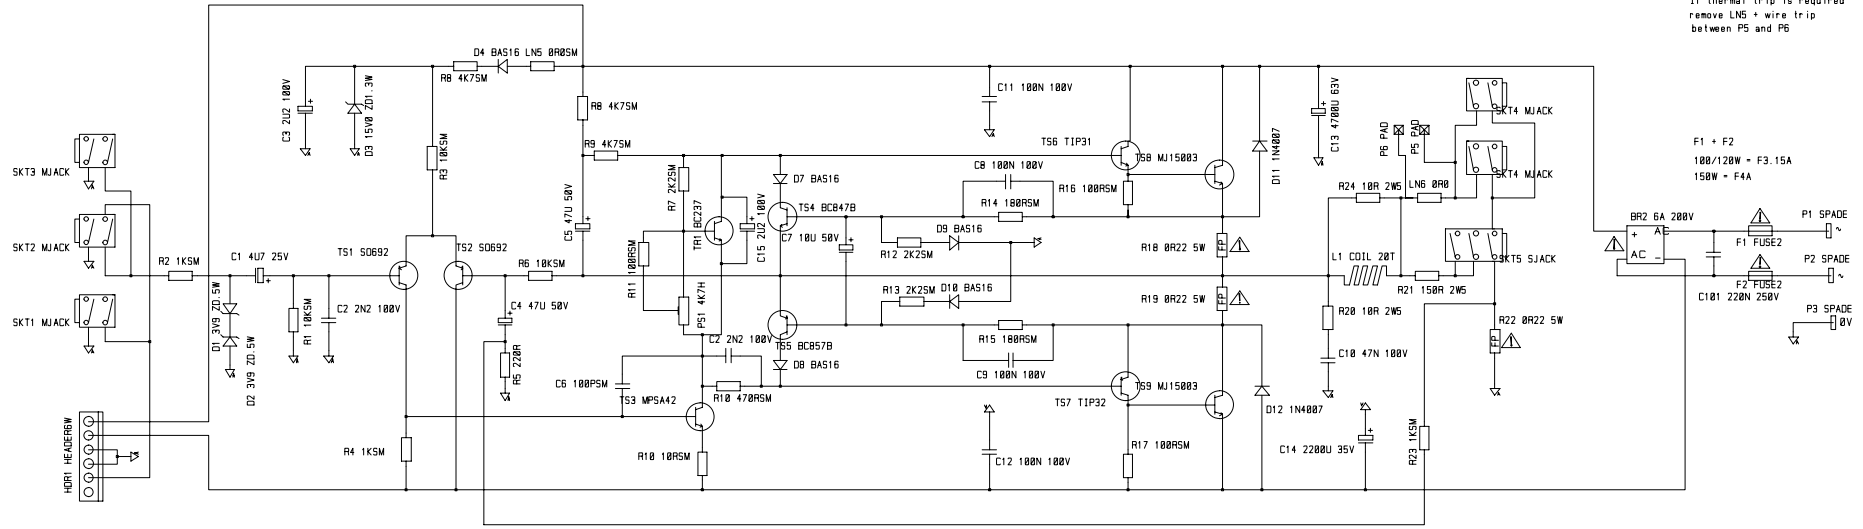 If thermal trip is required
remove LN5 + wire trip
between P5 and P6
D4 BAS16 LN5 0R0SM
R8 4K7SM
C3 2U2 100V
D3 15V0 ZD1.3W
R3 10KSM
R8 4K7SM
R9 4K7SM
C11 100N 100V
TS6 TIP31
TS8 MJ15003
D11 1N4007
C13 4700U 63V
P6 PAD
P5 PAD
SKT4 MJACK
SKT4 MJACK
F1 + F2
100/120W = F3.15A
150W = F4A
SKT3 MJACK
SKT2 MJACK
SKT1 MJACK
R2 1KSM
C1 4U7 25V
D1 3V9 ZD.5W
D2 3V9 ZD.5W
R1 10KSM
C2 2N2 100V
TS1 SO692
TS2 SO692
R6 10KSM
C4 47U 50V
R5 220R
C5 47U 50V
R7 2K2SM
TR1 BC237
C15 2U2 100V
R11 100RSM
PS1 4K7H
D7 BAS16
TS4 BC847B
C7 10U 50V
C8 100N 100V
R14 180RSM
R16 100RSM
D9 BAS16
R12 2K2SM
R13 2K2SM
D10 BAS16
R18 0R22 5W
FP
R19 0R22 5W
FP
R15 180RSM
C9 100N 100V
TS5 BC857B
D8 BAS16
C2 2N2 100V
C6 100PSM
TS3 MPSA42
R10 470RSM
R10 10RSM
R4 1KSM
TS9 MJ15003
TS7 TIP32
R17 100RSM
D12 1N4007
C12 100N 100V
C14 2200U 35V
R24 10R 2W5
LN6 0R0
L1 COIL 20T
R21 150R 2W5
SKT5 SJACK
R20 10R 2W5
C10 47N 100V
R22 0R22 5W
FP
R23 1KSM
BR2 6A 200V
+ AC
AC -
F1 FUSE2
F2 FUSE2
C101 220N 250V
P1 SPADE
~
P2 SPADE
~
P3 SPADE
0V
HDR1 HEADER6W